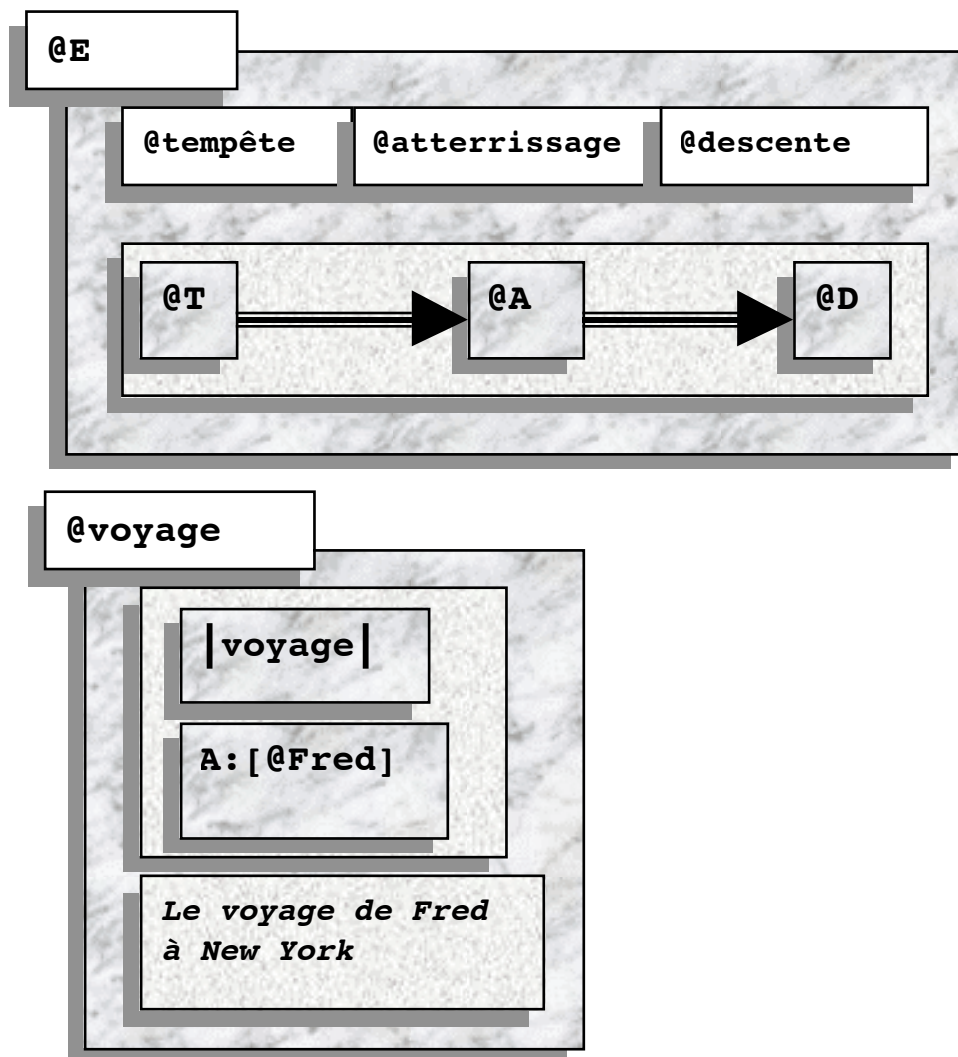 @E
@tempête @atterrissage @descente
@T @A @D
@voyage
|voyage|
A:[@Fred]
Le voyage de Fred
à New York